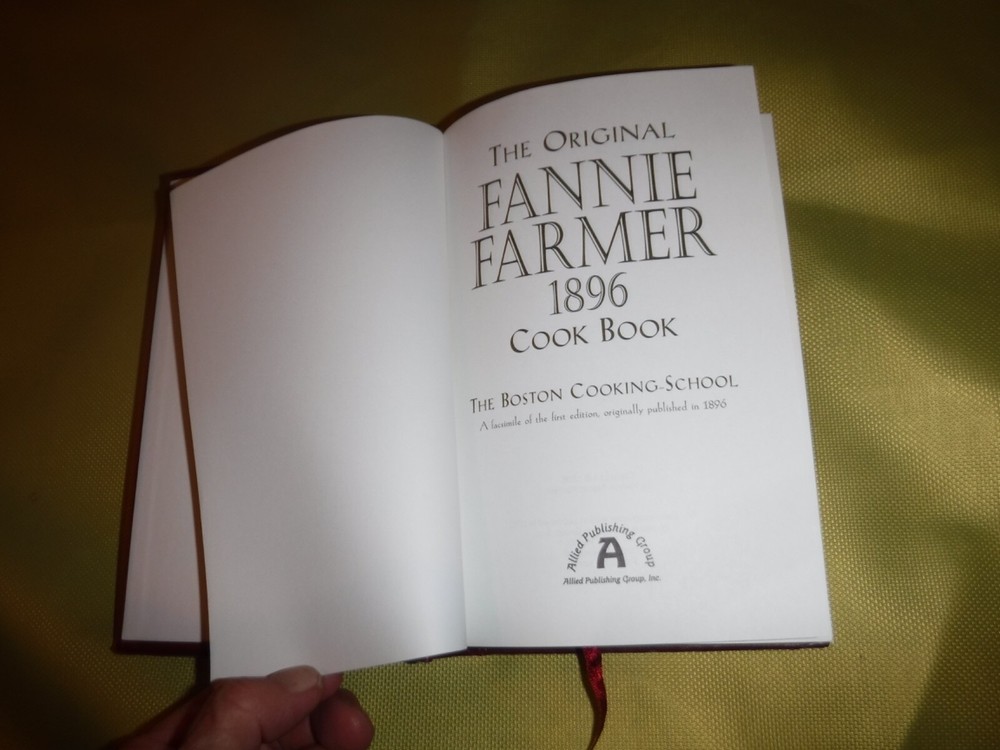 THE ORIGINAL
FANNIE
FARMER
1896
COOK BOOK
THE BOSTON COOKING-SCHOOL
A facsimile of the first edition, originally published in 1896
Allied Publishing Group
A
Allied Publishing Group, Inc.